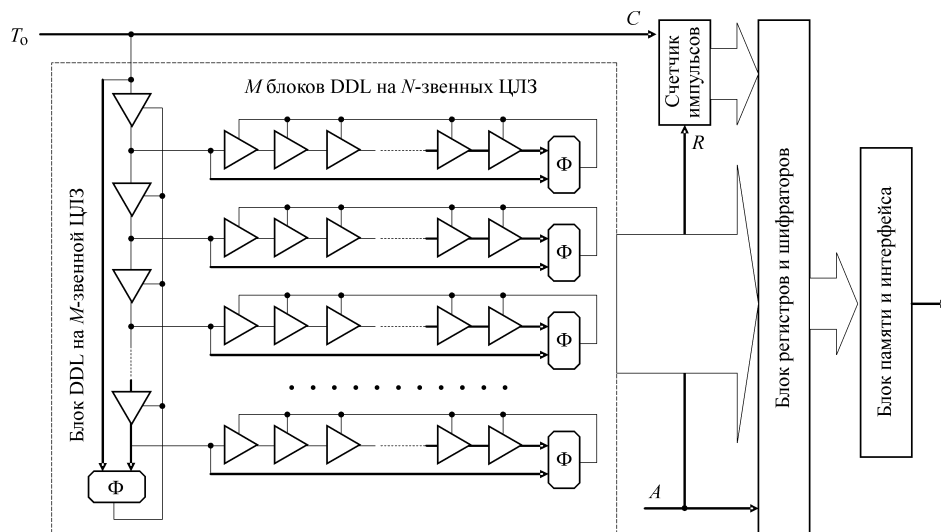 T₀
C
Счетчик
импульсов
R
М блоков DDL на N-звенных ЦЛЗ
Блок DDL на М-звенной ЦЛЗ
Ф
Ф
Ф
Ф
Ф
A
Блок регистров и шифраторов
Блок памяти и интерфейса